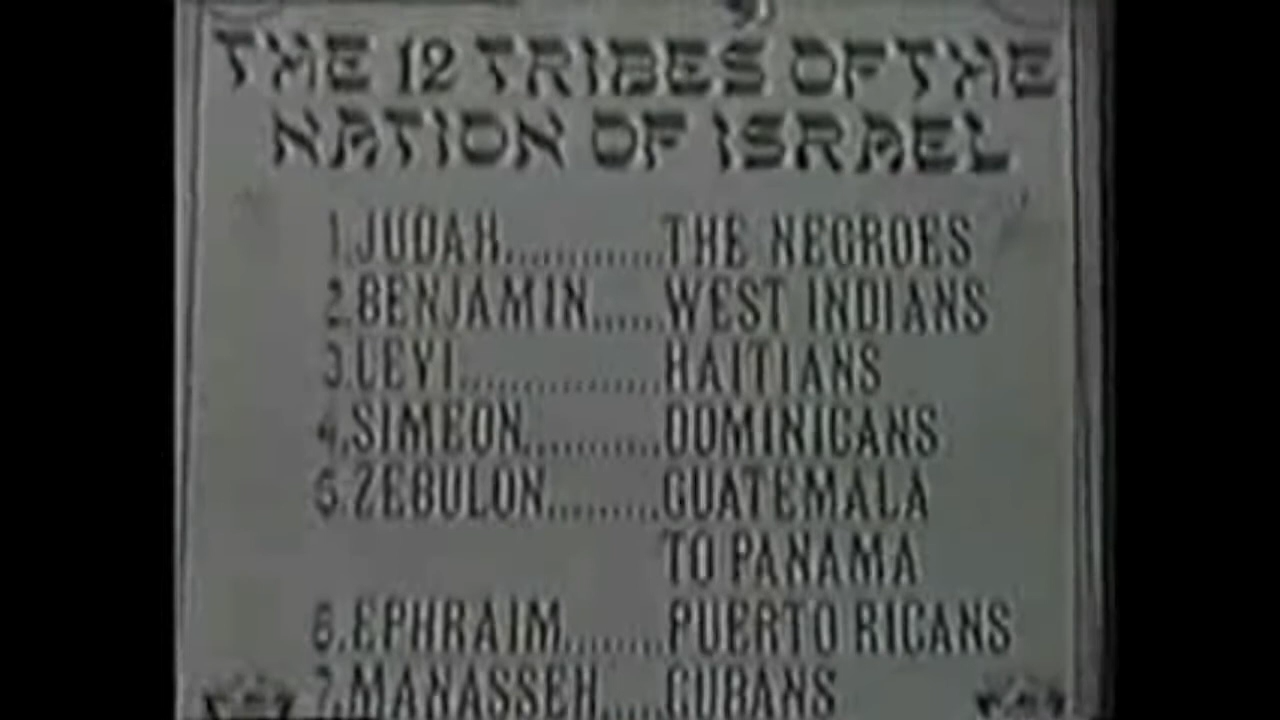 THE 12 TRIBES OF THE
NATION OF ISRAEL
1.JUDAH.............THE NEGROES
2.BENJAMIN......WEST INDIANS
3.LEVI................HAITIANS
4.SIMEON...........DOMINICANS
5.ZEBULON.........GUATEMALA
TO PANAMA
6.EPHRAIM.......PUERTO RICANS
7.MANASSEH....CUBANS